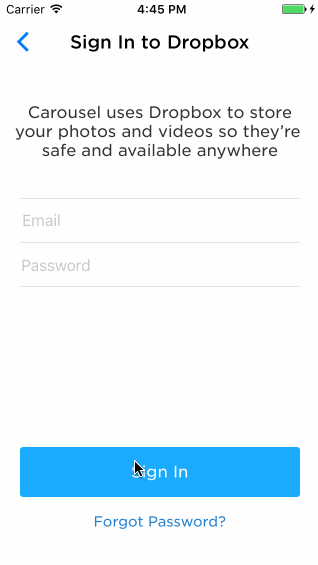 Carrier 4:45 PM
Sign In to Dropbox
Carousel uses Dropbox to store
your photos and videos so they’re
safe and available anywhere
Email
Password
Sign In
Forgot Password?